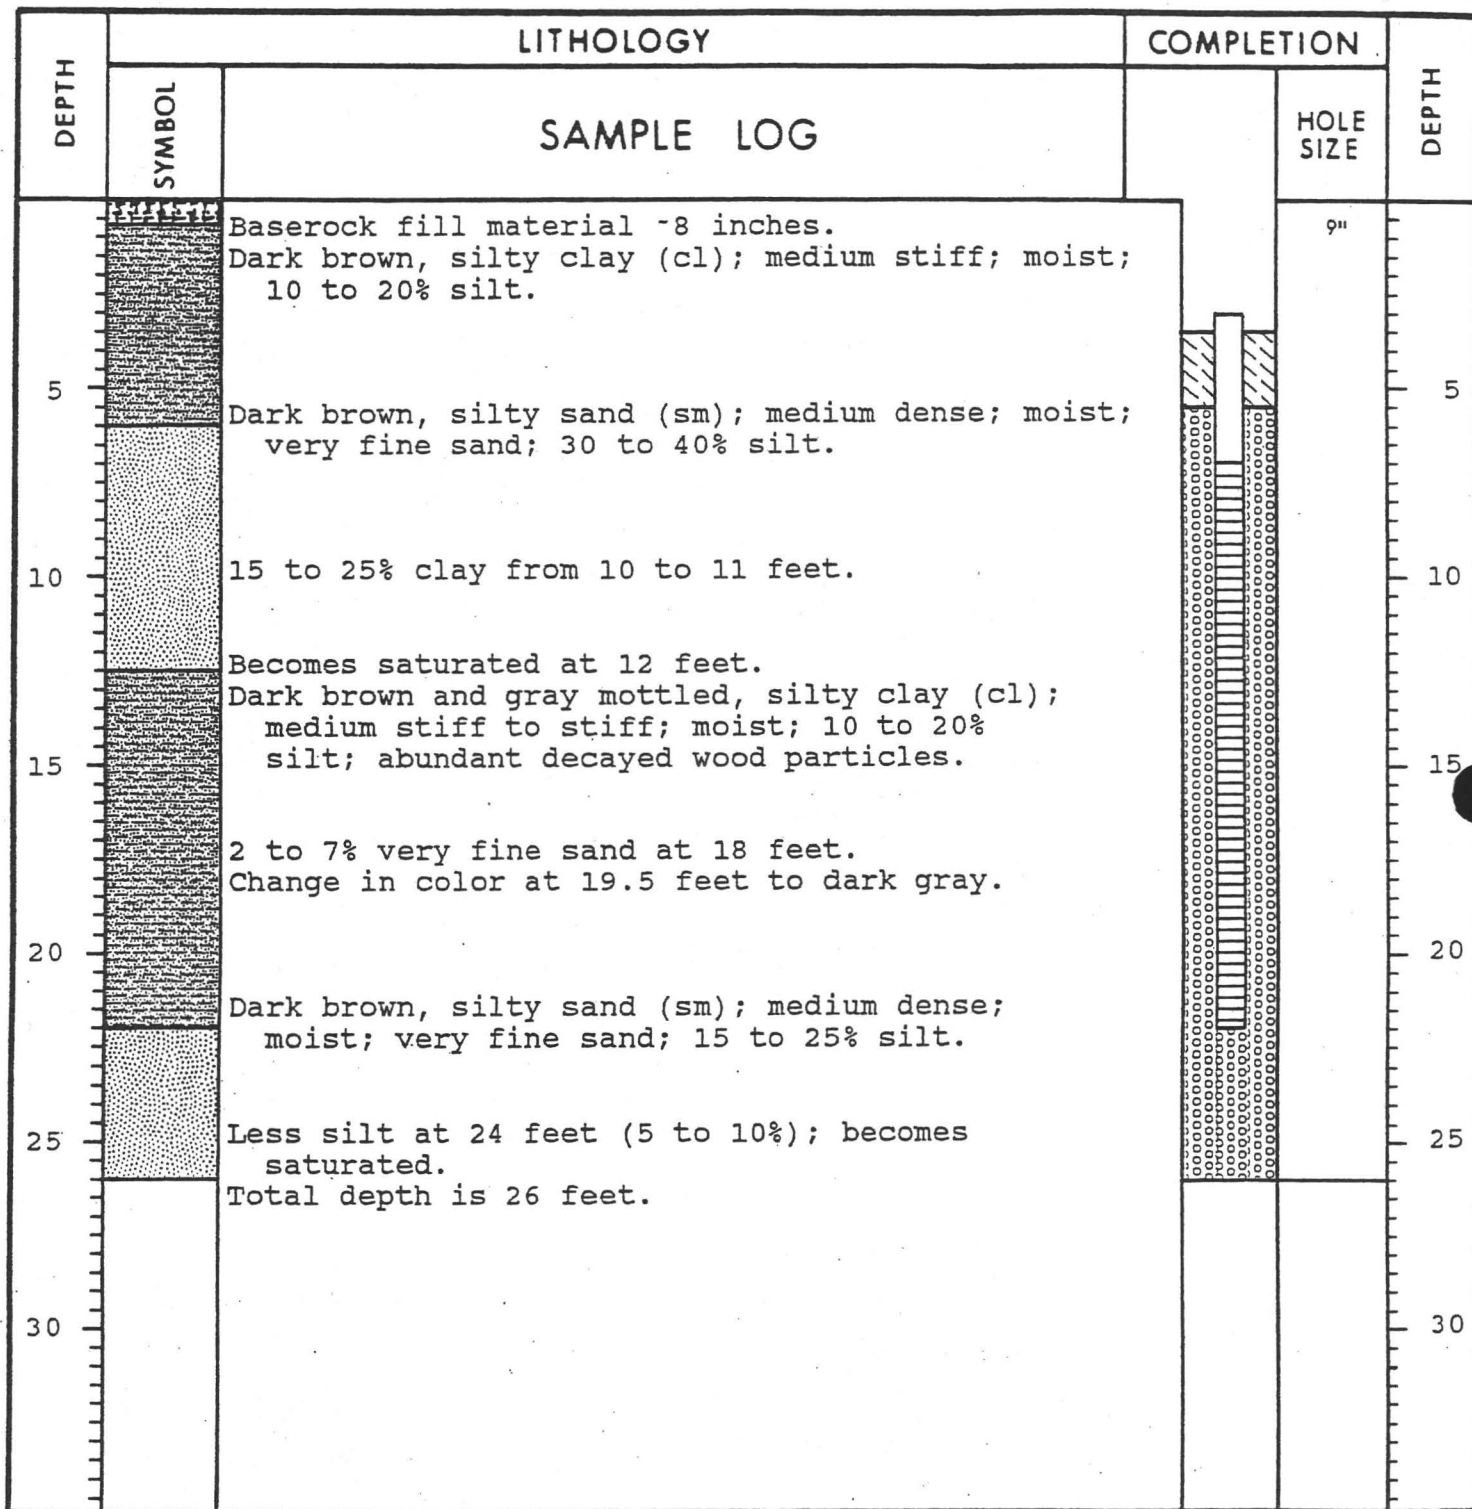 LITHOLOGY
COMPLETION
DEPTH
SYMBOL
SAMPLE LOG
HOLE
SIZE
DEPTH
Baserock fill material ~8 inches.
9"
Dark brown, silty clay (cl); medium stiff; moist;
10 to 20% silt.
5
5
Dark brown, silty sand (sm); medium dense; moist;
very fine sand; 30 to 40% silt.
10
15 to 25% clay from 10 to 11 feet.
10
Becomes saturated at 12 feet.
Dark brown and gray mottled, silty clay (cl);
medium stiff to stiff; moist; 10 to 20%
silt; abundant decayed wood particles.
15
15
2 to 7% very fine sand at 18 feet.
Change in color at 19.5 feet to dark gray.
20
20
Dark brown, silty sand (sm); medium dense;
moist; very fine sand; 15 to 25% silt.
25
Less silt at 24 feet (5 to 10%); becomes
25
saturated.
Total depth is 26 feet.
30
30